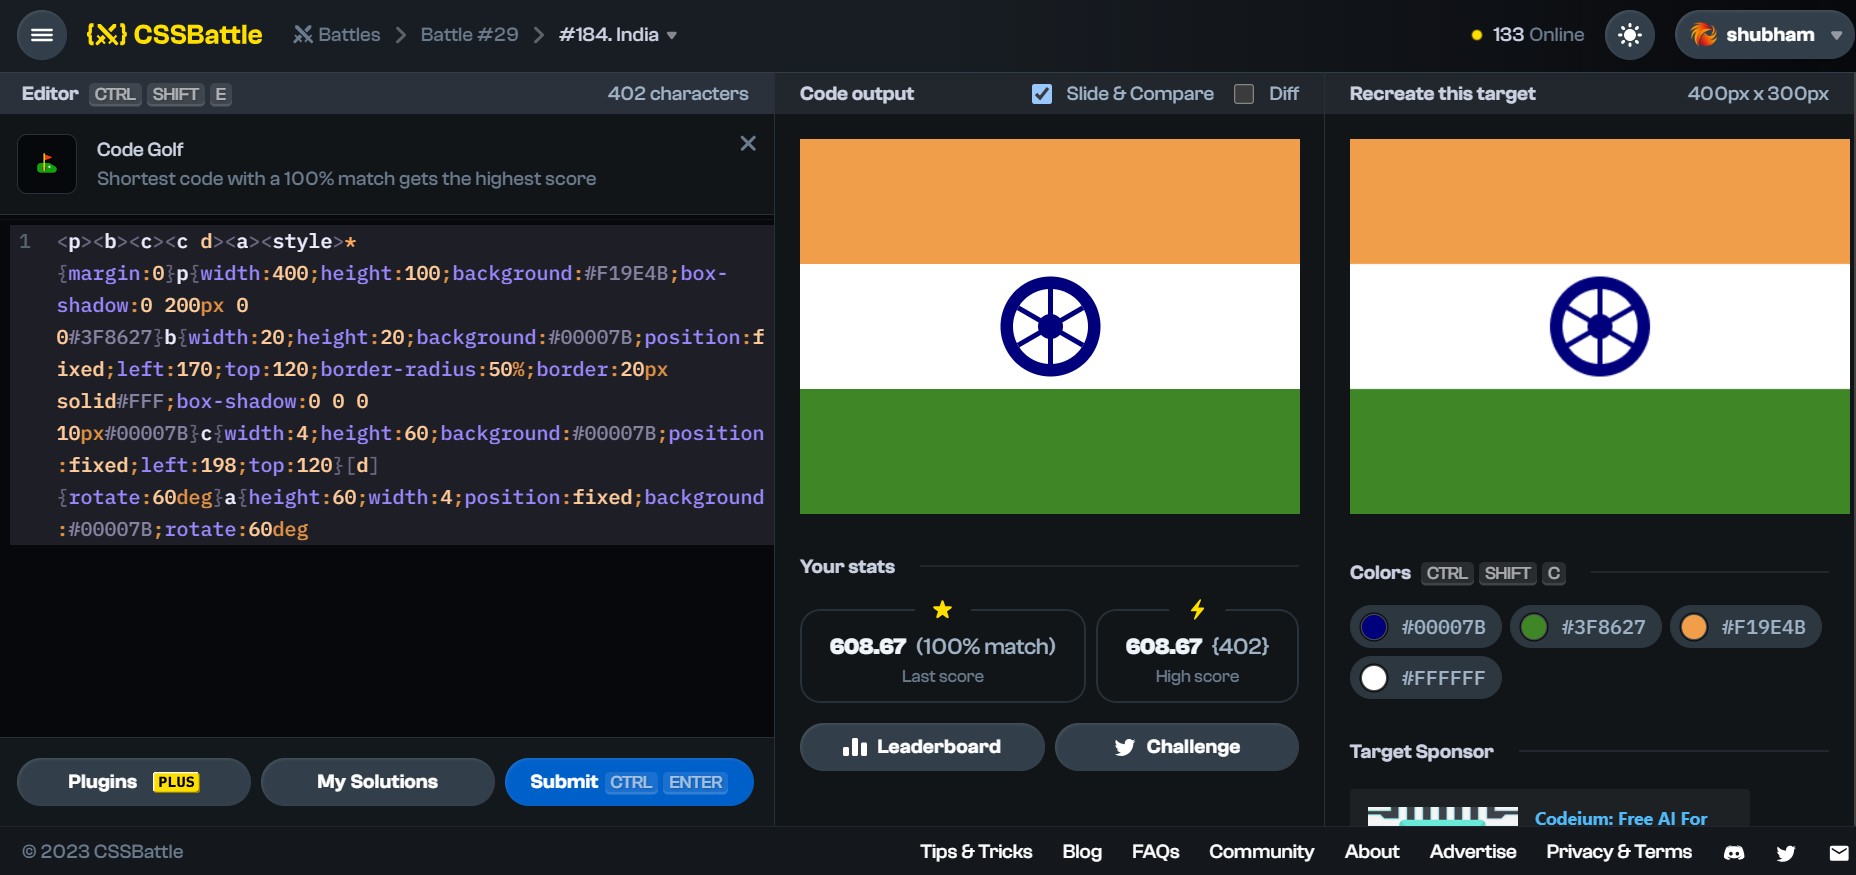 CSSBattle
Battles
Battle #29
#184. India
133 Online
shubham
Editor CTRL SHIFT E
402 characters
Code output
Slide & Compare
Diff
Recreate this target
400px x 300px
Code Golf
Shortest code with a 100% match gets the highest score
1 <p><b><c><c d><a><style>*
{margin:0}p{width:400;height:100;background:#F19E4B;box-
shadow:0 200px 0
0#3F8627}b{width:20;height:20;background:#00007B;position:f
ixed;left:170;top:120;border-radius:50%;border:20px
solid#FFF;box-shadow:0 0 0
10px#00007B}c{width:4;height:60;background:#00007B;position
:fixed;left:198;top:120}[d]
{rotate:60deg}a{height:60;width:4;position:fixed;background
:#00007B;rotate:60deg
Your stats
608.67 (100% match)
Last score
608.67 {402}
High score
Leaderboard
Challenge
Colors CTRL SHIFT C
#00007B
#3F8627
#F19E4B
#FFFFFF
Target Sponsor
Codeium: Free AI For
Plugins PLUS
My Solutions
Submit CTRL ENTER
© 2023 CSSBattle
Tips & Tricks
Blog
FAQs
Community
About
Advertise
Privacy & Terms